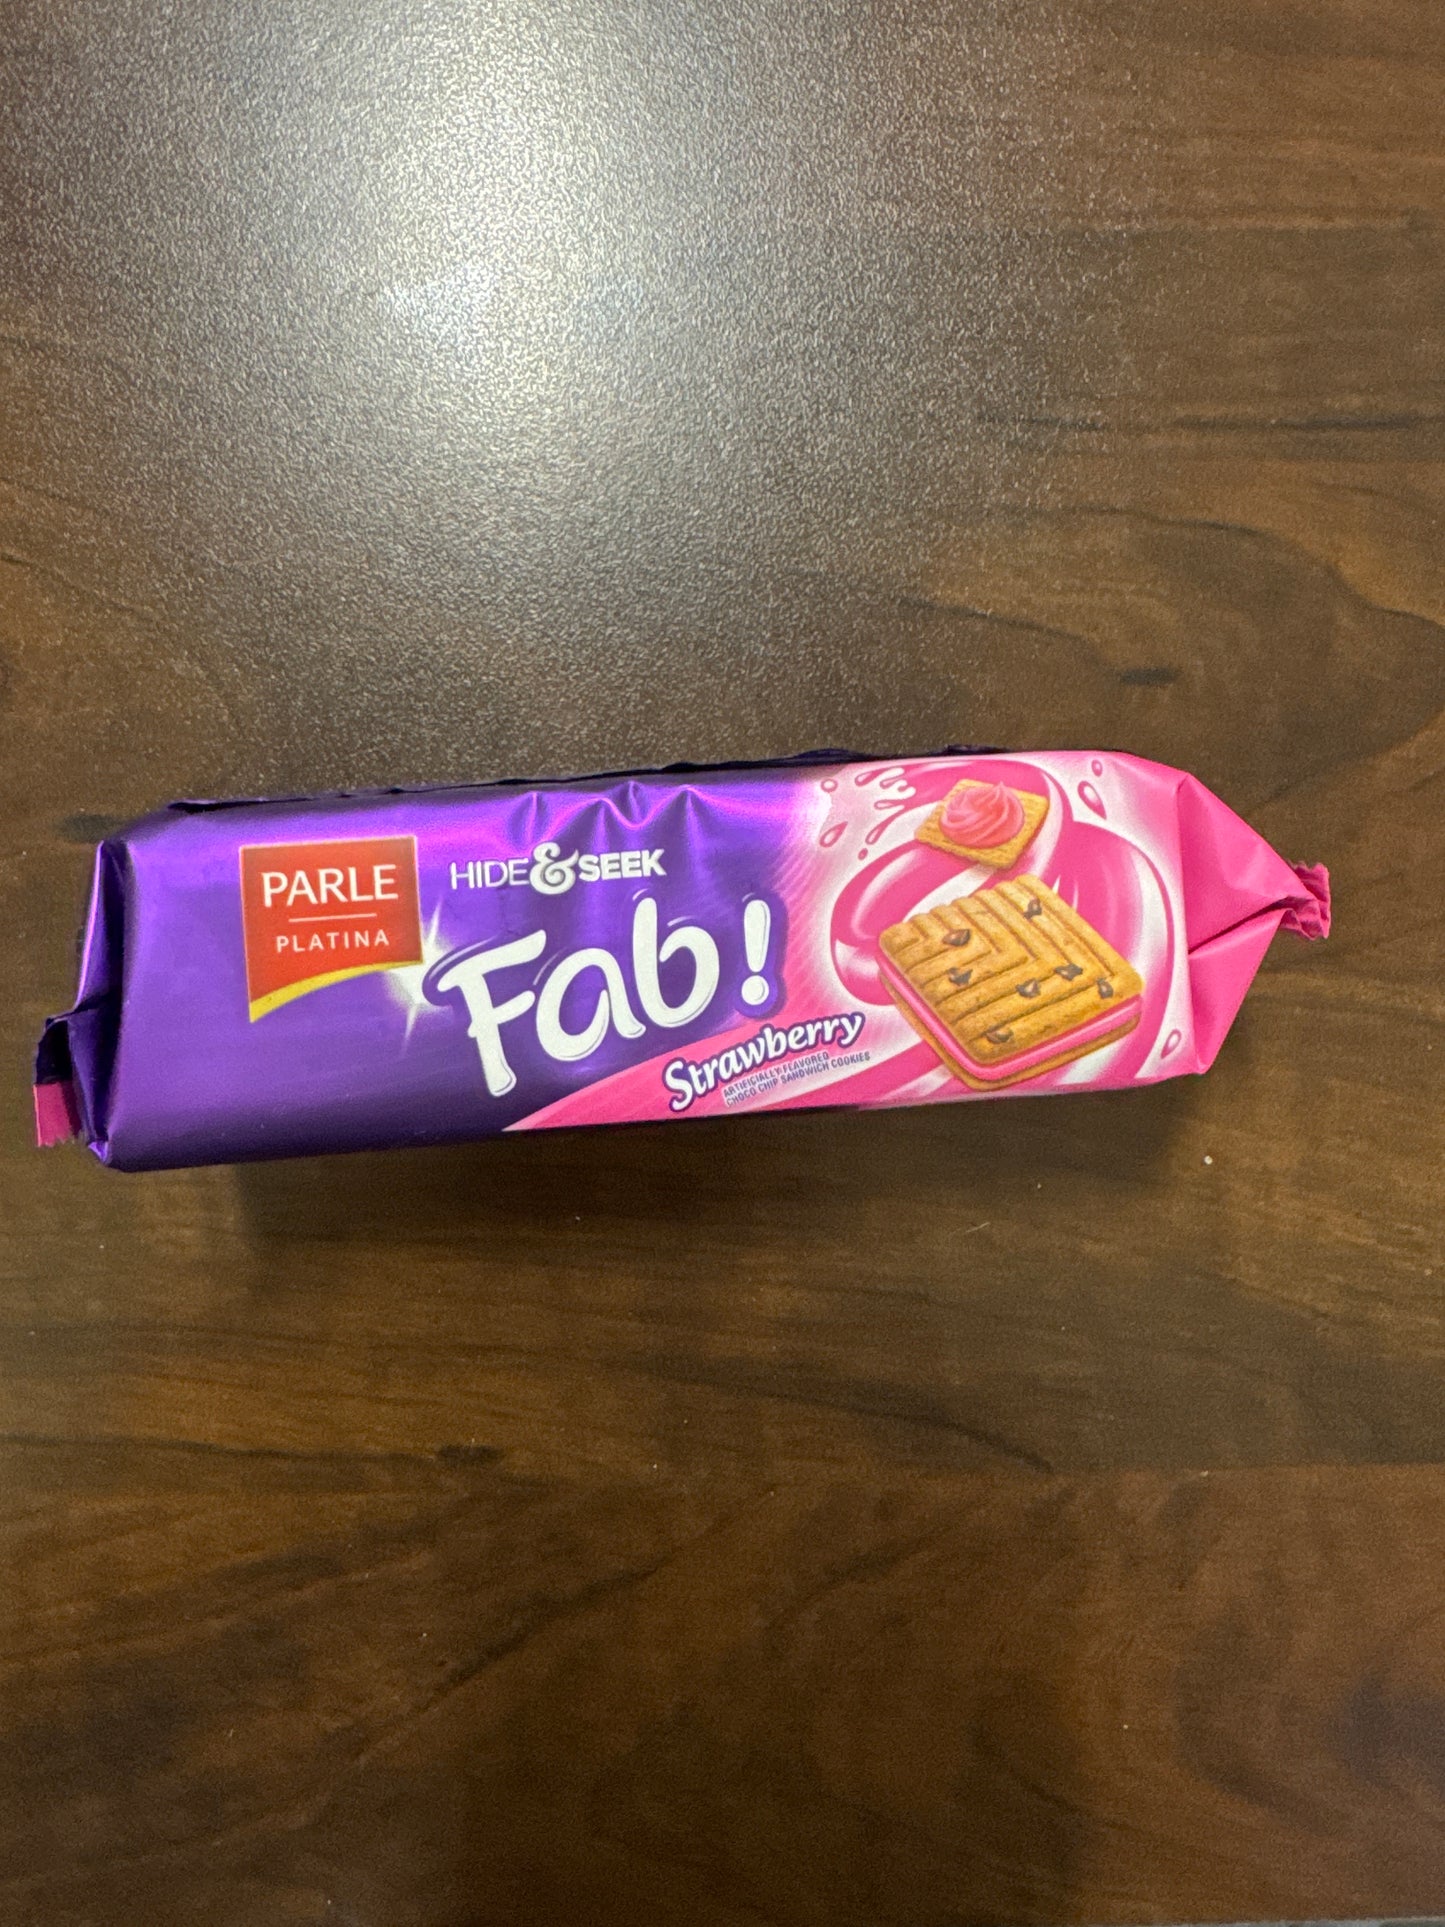 PARLE
PLATINA
HIDE & SEEK
Fab!
Strawberry
ARTIFICIALLY FLAVORED
CHOCO CHIP SANDWICH COOKIES